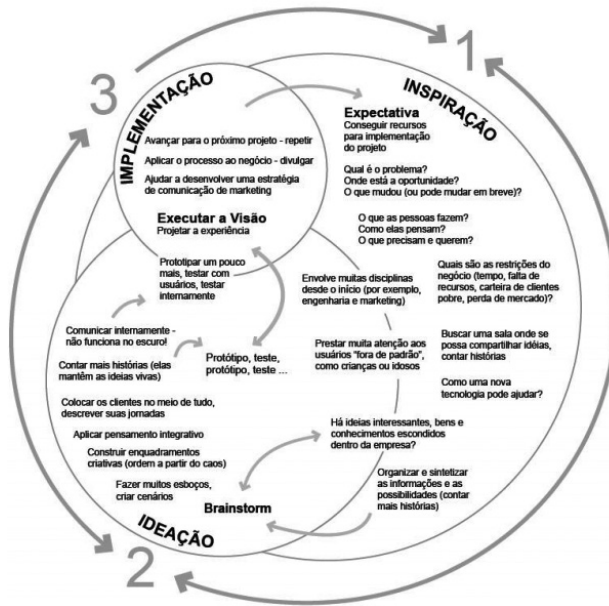 1
INSPIRAÇÃO
Expectativa
Conseguir recursos
para implementação
do projeto
Qual é o problema?
Onde está a oportunidade?
O que mudou (ou pode mudar em breve)?
O que as pessoas fazem?
Como elas pensam?
O que precisam e querem?
Quais são as restrições do
negócio (tempo, falta de
recursos, carteira de clientes
pobre, perda de mercado)?
Envolve muitas disciplinas
desde o início (por exemplo,
engenharia e marketing)
Buscar uma sala onde se
possa compartilhar idéias,
contar histórias
Prestar muita atenção aos
usuários "fora de padrão",
como crianças ou idosos
Como uma nova
tecnologia pode ajudar?
Há ideias interessantes, bens e
conhecimentos escondidos
dentro da empresa?
Organizar e sintetizar
as informações e as
possibilidades (contar
mais histórias)
2
IDEAÇÃO
Brainstorm
Fazer muitos esboços,
criar cenários
Construir enquadramentos
criativas (ordem a partir do caos)
Aplicar pensamento integrativo
Colocar os clientes no meio de tudo,
descrever suas jornadas
Contar mais histórias (elas
mantêm as ideias vivas)
Protótipo, teste,
protótipo, teste ...
Comunicar internamente -
não funciona no escuro!
Prototipar um pouco
mais, testar com
usuários, testar
internamente
3
IMPLEMENTAÇÃO
Executar a Visão
Projetar a experiência
Ajudar a desenvolver uma estratégia
de comunicação de marketing
Aplicar o processo ao negócio - divulgar
Avançar para o próximo projeto - repetir